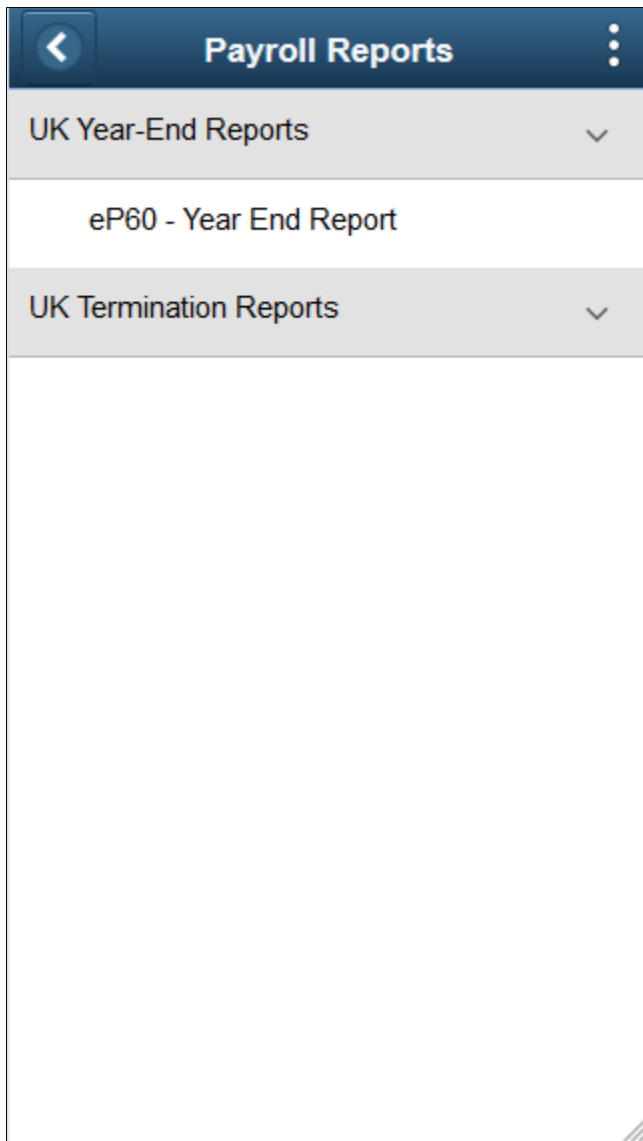 Payroll Reports
UK Year-End Reports
eP60 - Year End Report
UK Termination Reports